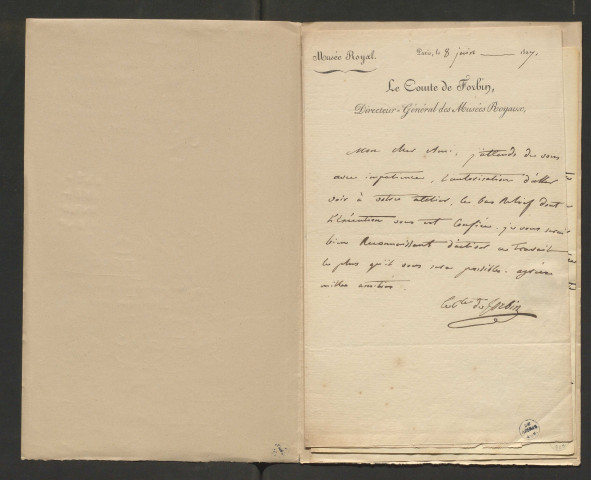 Musée Royal. Paris, le 8 juin 1827.
Le Comte de Forbin,
Directeur-Général des Musées Royaux,
Mon cher Ami, j'attends de vous
avec impatience, l'autorisation d'aller
voir à votre atelier, les bas Relief dont
l'Exécution vous est Confiée. je vous serai
bien Reconnaissant d'activer ce travail
le plus qu'il vous sera possible. agréez
milles amitiés
le Cte de Forbin